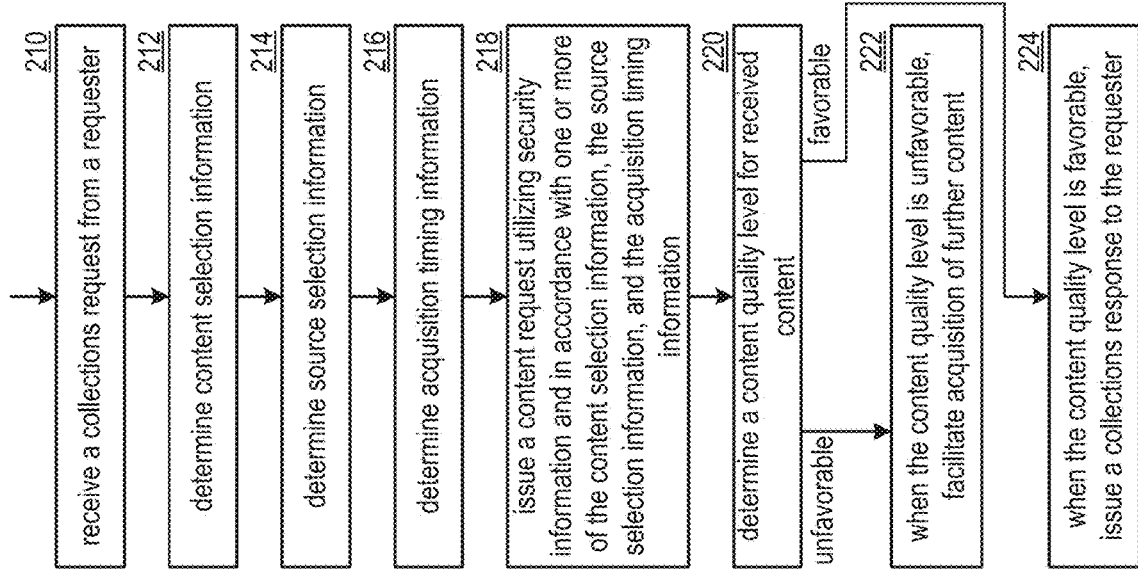 210
receive a collections request from a requester
212
determine content selection information
214
determine source selection information
216
determine acquisition timing information
218
issue a content request utilizing security
information and in accordance with one or more
of the content selection information, the source
selection information, and the acquisition timing
information
220
determine a content quality level for received
content
unfavorable
favorable
222
when the content quality level is unfavorable,
facilitate acquisition of further content
224
when the content quality level is favorable,
issue a collections response to the requester